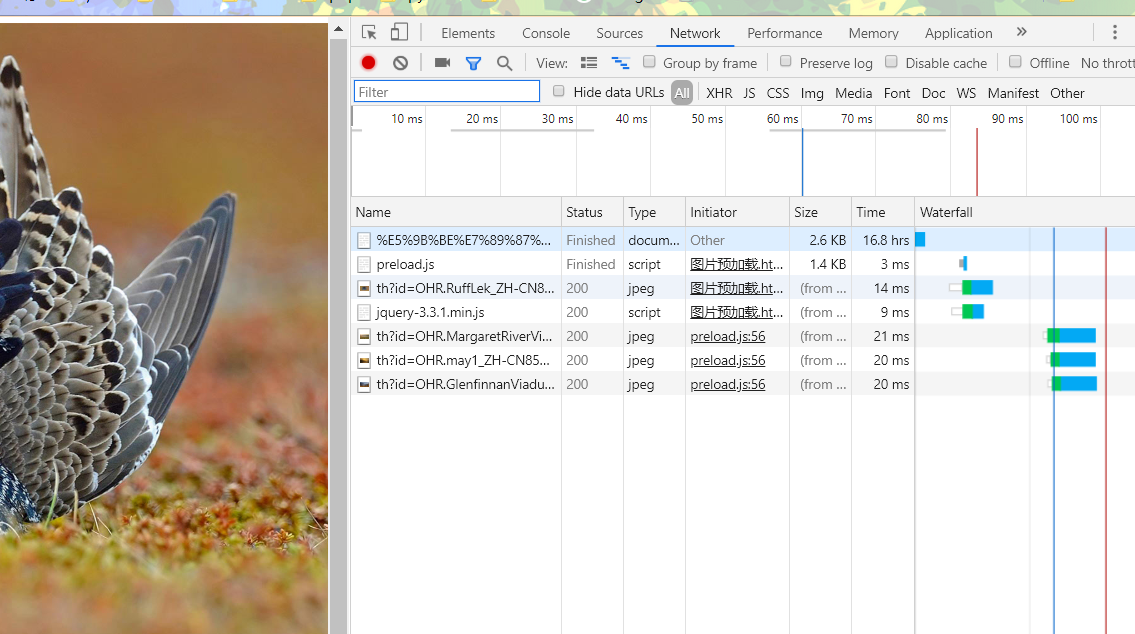 Elements Console Sources Network Performance Memory Application »
View: Group by frame Preserve log Disable cache Offline No thrott
Filter Hide data URLs All XHR JS CSS Img Media Font Doc WS Manifest Other
10 ms 20 ms 30 ms 40 ms 50 ms 60 ms 70 ms 80 ms 90 ms 100 ms
Name Status Type Initiator Size Time Waterfall
%E5%9B%BE%E7%89%87%... Finished docum... Other 2.6 KB 16.8 hrs
preload.js Finished script 图片预加载.ht... 1.4 KB 3 ms
th?id=OHR.RuffLek_ZH-CN8... 200 jpeg 图片预加载.ht... (from ... 14 ms
jquery-3.3.1.min.js 200 script 图片预加载.ht... (from ... 9 ms
th?id=OHR.MargaretRiverVi... 200 jpeg preload.js:56 (from ... 21 ms
th?id=OHR.may1_ZH-CN85... 200 jpeg preload.js:56 (from ... 20 ms
th?id=OHR.GlenfinnanViadu... 200 jpeg preload.js:56 (from ... 20 ms